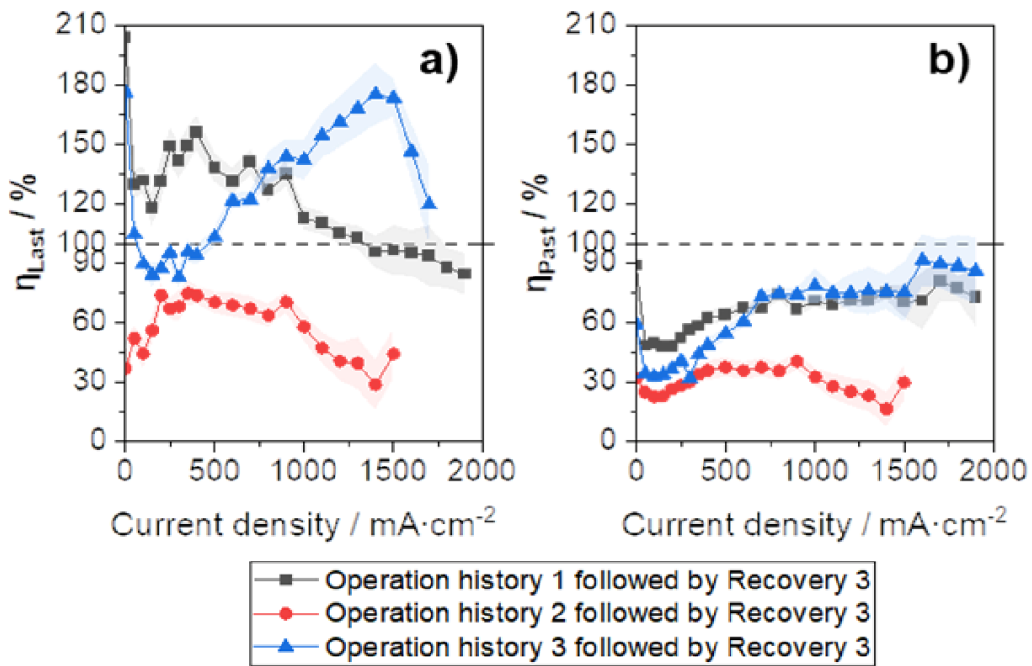 a)
210
180
150
120
100
90
60
30
0
η_Last / %
0 500 1000 1500 2000
Current density / mA·cm⁻²
b)
210
180
150
120
100
90
60
30
0
η_Past / %
0 500 1000 1500 2000
Current density / mA·cm⁻²
Operation history 1 followed by Recovery 3
Operation history 2 followed by Recovery 3
Operation history 3 followed by Recovery 3